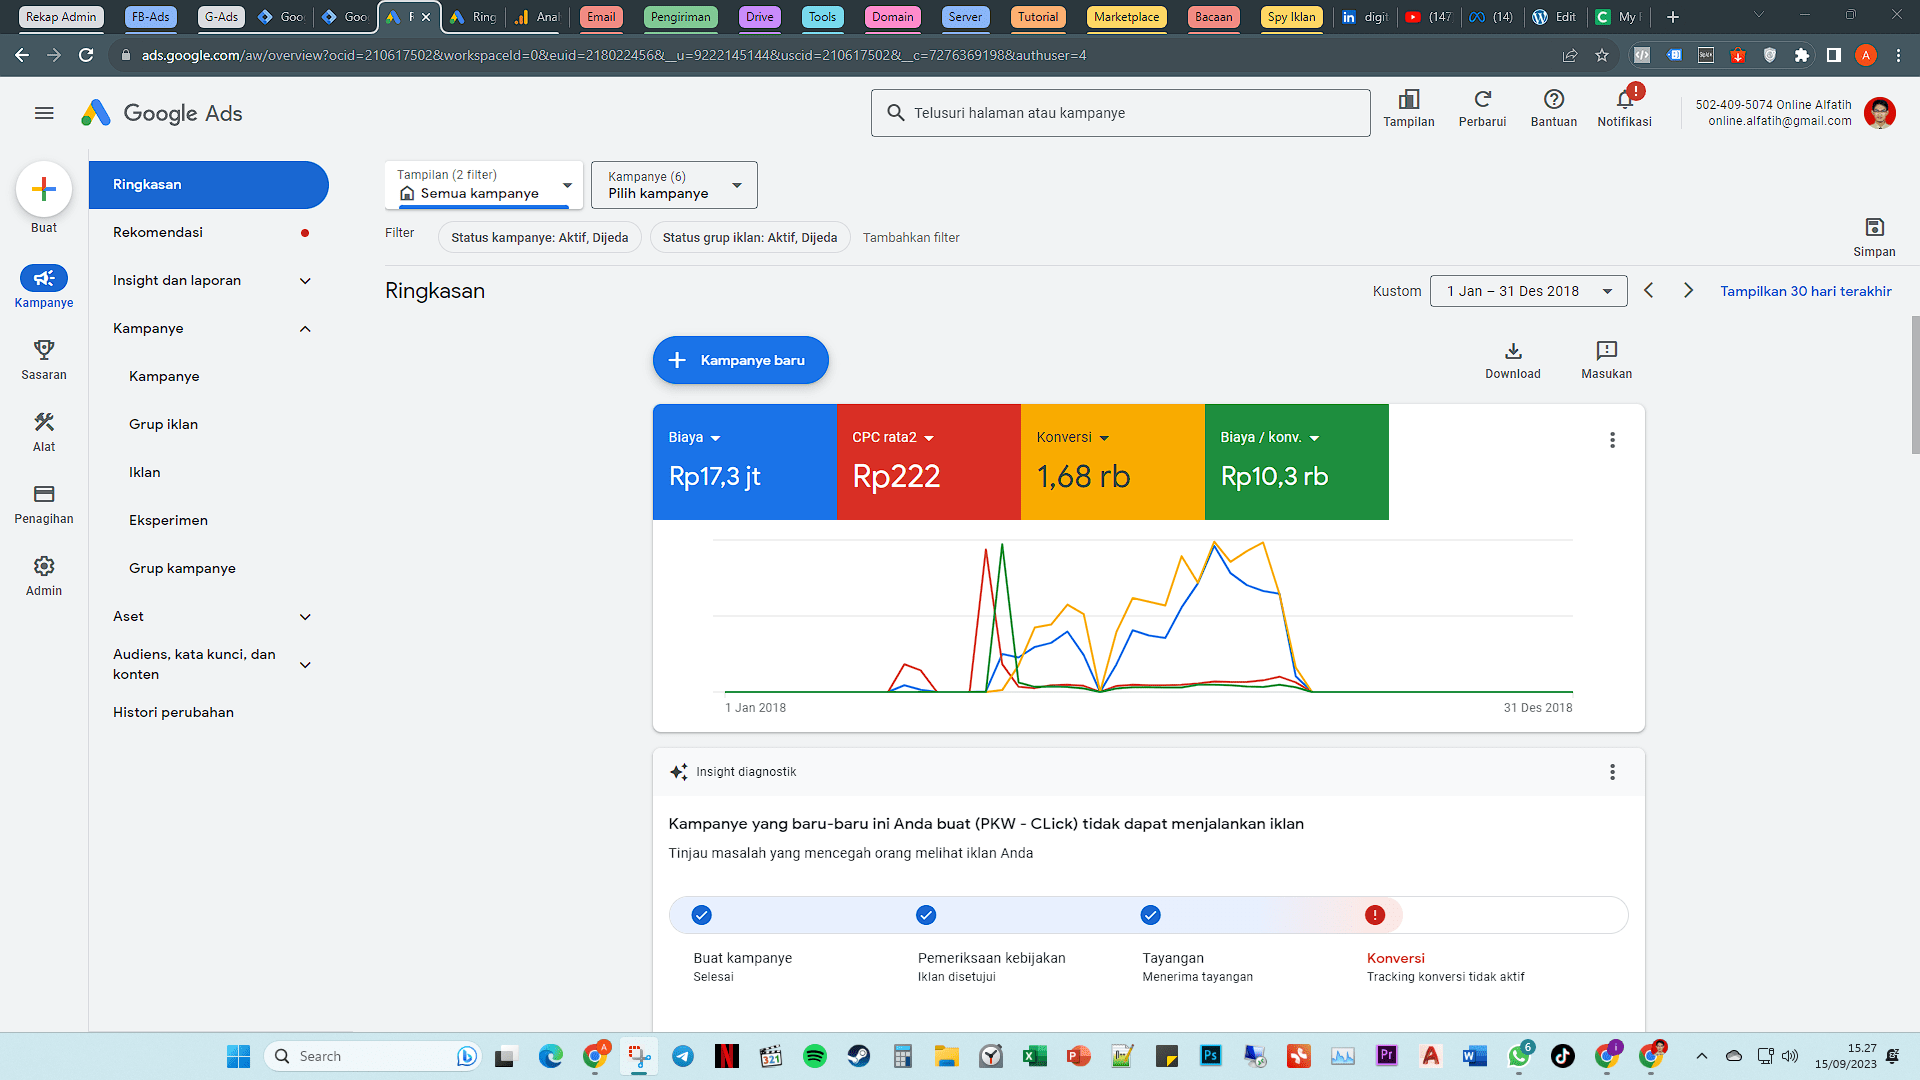 Rekap Admin
FB-Ads
G-Ads
Goo
Goo
Ring
Anal
Email
Pengiriman
Drive
Tools
Domain
Server
Tutorial
Marketplace
Bacaan
Spy Iklan
digit
(147
(14)
Edit
My
ads.google.com/aw/overview?ocid=210617502&workspaceId=0&euid=218022456&__u=9222145144&uscid=210617502&__c=7276369198&authuser=4
A
Google Ads
Telusuri halaman atau kampanye
Tampilan
Perbarui
Bantuan
Notifikasi
502-409-5074 Online Alfatih
online.alfatih@gmail.com
Buat
Kampanye
Sasaran
Alat
Penagihan
Admin
Ringkasan
Rekomendasi
Insight dan laporan
Kampanye
Kampanye
Grup iklan
Iklan
Eksperimen
Grup kampanye
Aset
Audiens, kata kunci, dan
konten
Histori perubahan
Tampilan (2 filter)
Semua kampanye
Kampanye (6)
Pilih kampanye
Filter
Status kampanye: Aktif, Dijeda
Status grup iklan: Aktif, Dijeda
Tambahkan filter
Simpan
Ringkasan
Kustom
1 Jan – 31 Des 2018
Tampilkan 30 hari terakhir
Kampanye baru
Download
Masukan
Biaya
Rp17,3 jt
CPC rata2
Rp222
Konversi
1,68 rb
Biaya / konv.
Rp10,3 rb
1 Jan 2018
31 Des 2018
Insight diagnostik
Kampanye yang baru-baru ini Anda buat (PKW - CLick) tidak dapat menjalankan iklan
Tinjau masalah yang mencegah orang melihat iklan Anda
Buat kampanye
Selesai
Pemeriksaan kebijakan
Iklan disetujui
Tayangan
Menerima tayangan
Konversi
Tracking konversi tidak aktif
Search
15.27
15/09/2023